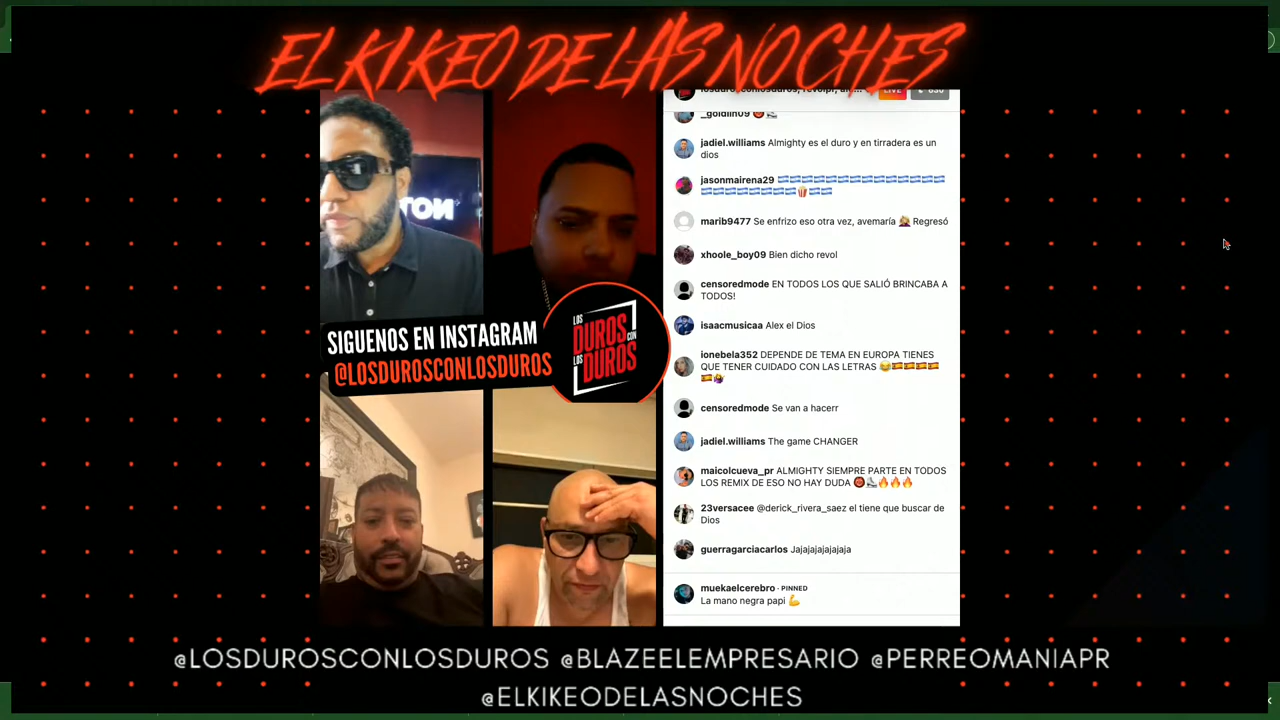 EL KIKEO DE LAS NOCHES
LIVE
_goldiih09
jadiel.williams Almighty es el duro y en tirradera es un
dios
jasonmairena29 🇳🇮🇳🇮🇳🇮🇳🇮🇳🇮🇳🇮🇳🇮🇳🇮🇳🇮🇳🇮🇳🇮🇳🇮🇳🇮🇳🇮
🇳🇮🇳🇮🇳🇮🇳🇮🇳🇮🇳🇮🇳🇮🇳🇮🍿🇳🇮🇳🇮
marib9477 Se enfrizo eso otra vez, avemaría 🤦🏼‍♀️ Regresó
xhoole_boy09 Bien dicho revol
censoredmode EN TODOS LOS QUE SALIÓ BRINCABA A
TODOS!
isaacmusicaa Alex el Dios
ionebela352 DEPENDE DE TEMA EN EUROPA TIENES
QUE TENER CUIDADO CON LAS LETRAS 😂🇪🇸🇪🇸🇪🇸🇪🇸
🇪🇸
censoredmode Se van a hacerr
jadiel.williams The game CHANGER
maicolcueva_pr ALMIGHTY SIEMPRE PARTE EN TODOS
LOS REMIX DE ESO NO HAY DUDA 👹⛸🔥🔥🔥
23versacee @derick_rivera_saez el tiene que buscar de
Dios
guerragarciacarlos Jajajajajajaja
muekaelcerebro · PINNED
La mano negra papi 💪
TON
SIGUENOS EN INSTAGRAM
@LOSDUROSCONLOSDUROS
LOS
DUROS
CON
LOS
DUROS
@LOSDUROSCONLOSDUROS @BLAZEELEMPRESARIO @PERREOMANIAPR
@ELKIKEODELASNOCHES